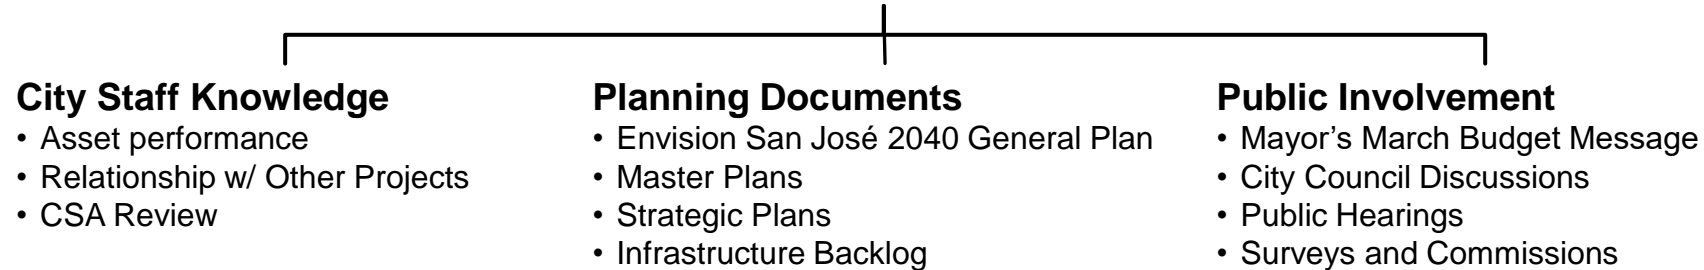 City Staff Knowledge
• Asset performance
• Relationship w/ Other Projects
• CSA Review
Planning Documents
• Envision San José 2040 General Plan
• Master Plans
• Strategic Plans
• Infrastructure Backlog
Public Involvement
• Mayor's March Budget Message
• City Council Discussions
• Public Hearings
• Surveys and Commissions